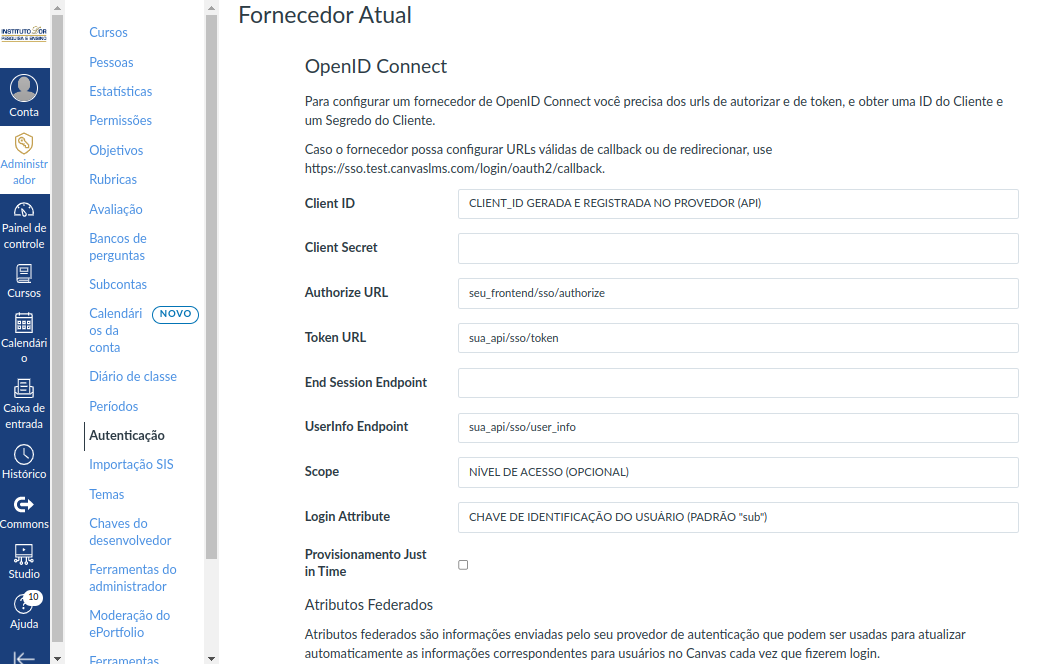 INSTITUTO D'OR
PESQUISA E ENSINO
Conta
Administr
ador
Painel de
controle
Cursos
Calendári
o
Caixa de
entrada
Histórico
Commons
Studio
10
Ajuda
Cursos
Pessoas
Estatísticas
Permissões
Objetivos
Rubricas
Avaliação
Bancos de
perguntas
Subcontas
Calendári
os da
conta
NOVO
Diário de classe
Períodos
Autenticação
Importação SIS
Temas
Chaves do
desenvolvedor
Ferramentas do
administrador
Moderação do
ePortfolio
Ferramentas
Fornecedor Atual
OpenID Connect
Para configurar um fornecedor de OpenID Connect você precisa dos urls de autorizar e de token, e obter uma ID do Cliente e
um Segredo do Cliente.
Caso o fornecedor possa configurar URLs válidas de callback ou de redirecionar, use
https://sso.test.canvaslms.com/login/oauth2/callback.
Client ID
CLIENT_ID GERADA E REGISTRADA NO PROVEDOR (API)
Client Secret
Authorize URL
seu_frontend/sso/authorize
Token URL
sua_api/sso/token
End Session Endpoint
UserInfo Endpoint
sua_api/sso/user_info
Scope
NÍVEL DE ACESSO (OPCIONAL)
Login Attribute
CHAVE DE IDENTIFICAÇÃO DO USUÁRIO (PADRÃO "sub")
Provisionamento Just
in Time
Atributos Federados
Atributos federados são informações enviadas pelo seu provedor de autenticação que podem ser usadas para atualizar
automaticamente as informações correspondentes para usuários no Canvas cada vez que fizerem login.